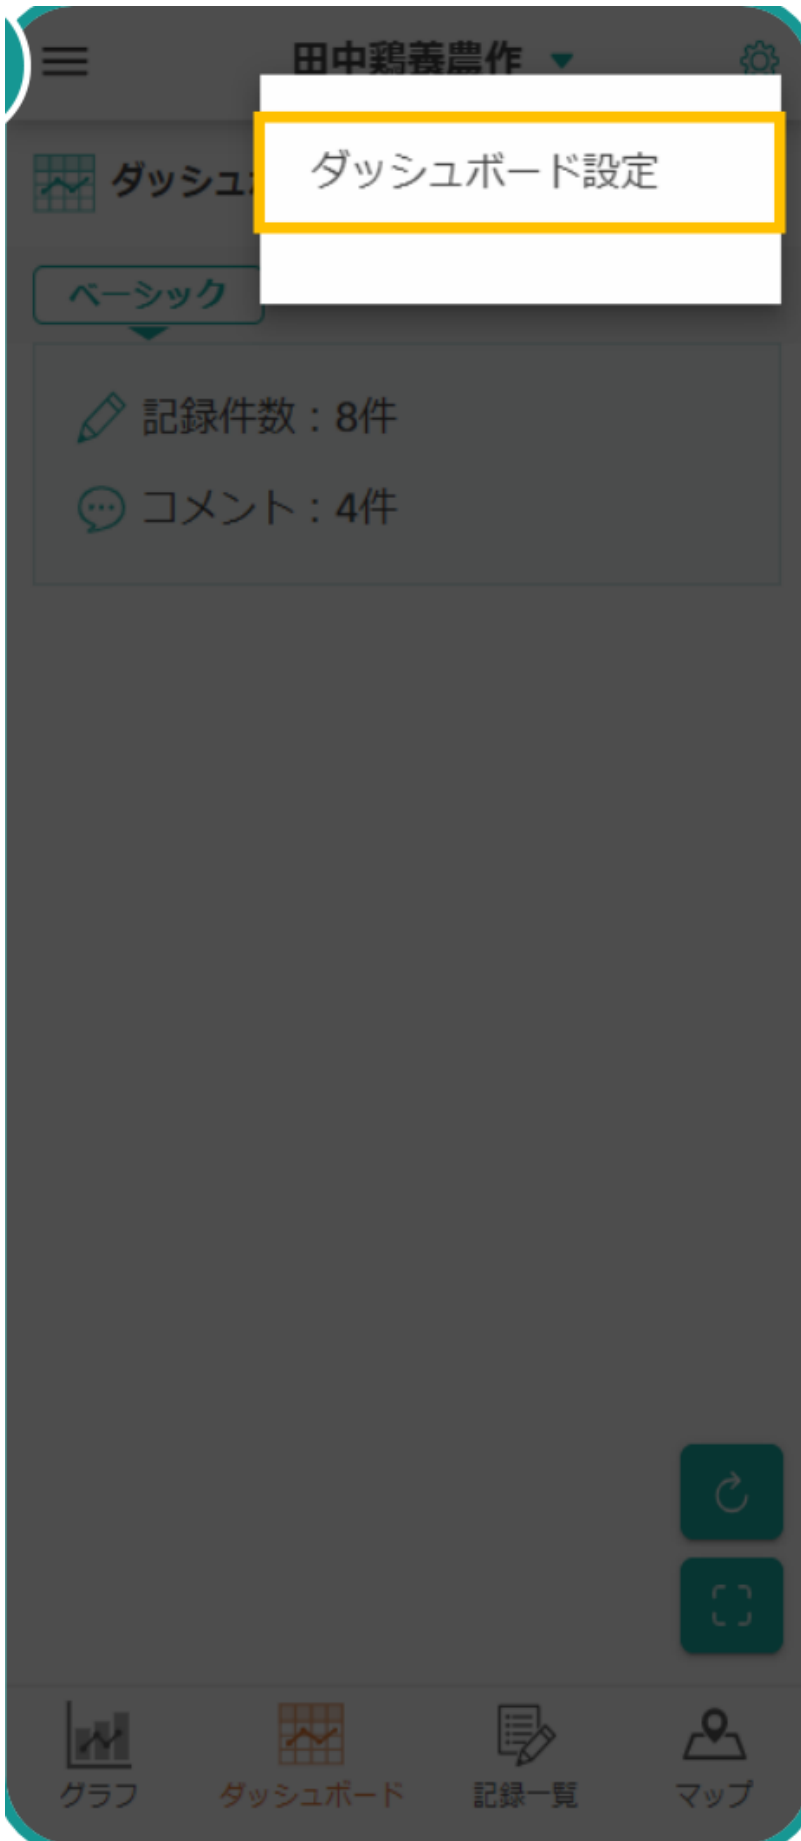 田中鶏養農作
ダッシュボード設定
ダッシュ
ベーシック
記録件数：8件
コメント：4件
グラフ
ダッシュボード
記録一覧
マップ